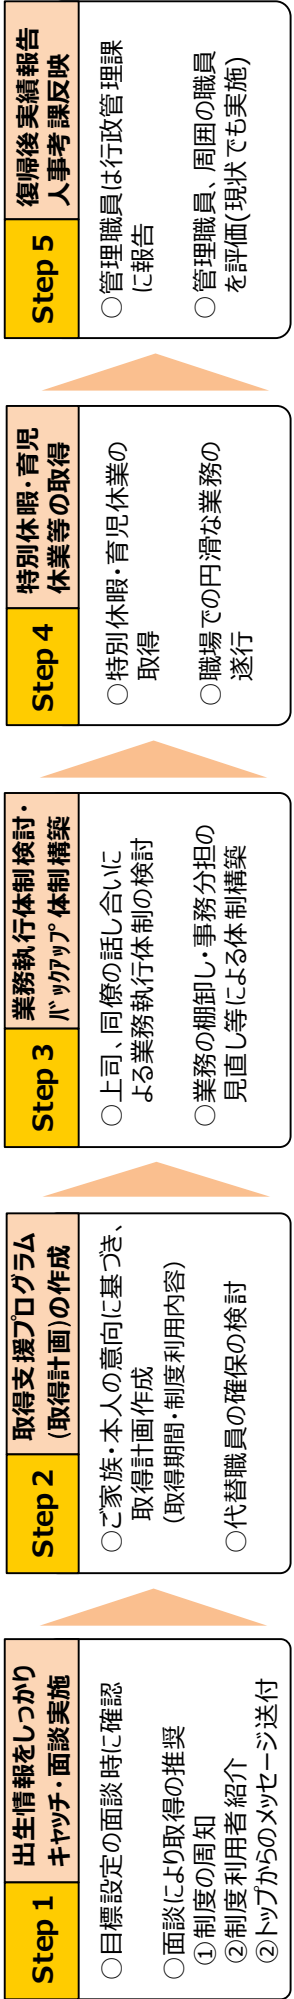 Step 1
出生情報をしっかり
キャッチ・面談実施
○目標設定の面談時に確認
○面談により取得の推奨
①制度の周知
②制度利用者紹介
②トップからのメッセージ送付
Step 2
取得支援プログラム
(取得計画)の作成
○ご家族・本人の意向に基づき、
取得計画作成
(取得期間・制度利用内容)
○代替職員の確保の検討
Step 3
業務執行体制検討・
バックアップ体制構築
○上司、同僚の話し合いに
よる業務執行体制の検討
○業務の棚卸し・事務分担の
見直し等による体制構築
Step 4
特別休暇・育児
休業等の取得
○特別休暇・育児休業の
取得
○職場での円滑な業務の
遂行
Step 5
復帰後実績報告
人事考課反映
○管理職員は行政管理課
に報告
○管理職員、周囲の職員
を評価(現状でも実施)